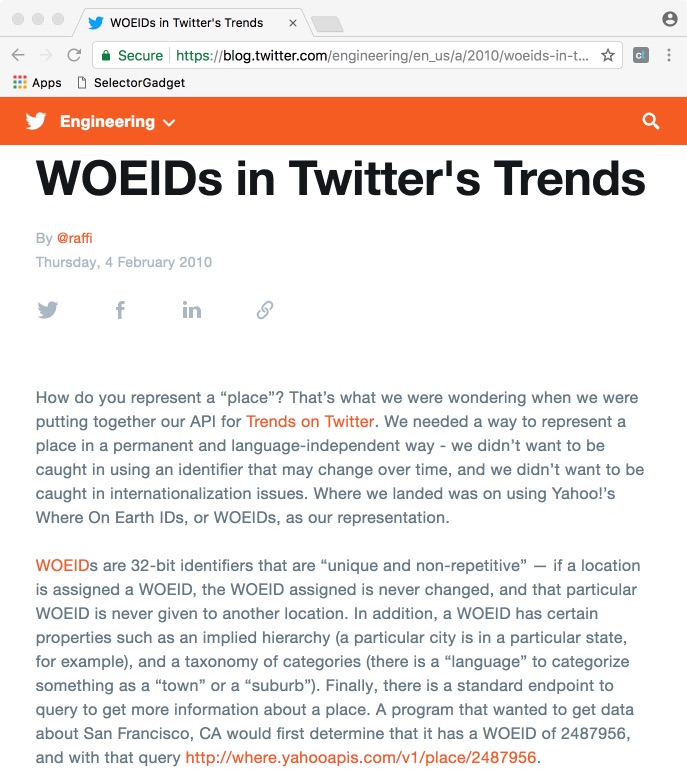 WOEIDs in Twitter's Trends
Secure https://blog.twitter.com/engineering/en_us/a/2010/woeids-in-t...
Apps SelectorGadget
Engineering
WOEIDs in Twitter's Trends
By @raffi
Thursday, 4 February 2010
How do you represent a “place”? That’s what we were wondering when we were
putting together our API for Trends on Twitter. We needed a way to represent a
place in a permanent and language-independent way - we didn’t want to be
caught in using an identifier that may change over time, and we didn’t want to be
caught in internationalization issues. Where we landed was on using Yahoo!’s
Where On Earth IDs, or WOEIDs, as our representation.
WOEIDs are 32-bit identifiers that are “unique and non-repetitive” — if a location
is assigned a WOEID, the WOEID assigned is never changed, and that particular
WOEID is never given to another location. In addition, a WOEID has certain
properties such as an implied hierarchy (a particular city is in a particular state,
for example), and a taxonomy of categories (there is a “language” to categorize
something as a “town” or a “suburb”). Finally, there is a standard endpoint to
query to get more information about a place. A program that wanted to get data
about San Francisco, CA would first determine that it has a WOEID of 2487956,
and with that query http://where.yahooapis.com/v1/place/2487956.